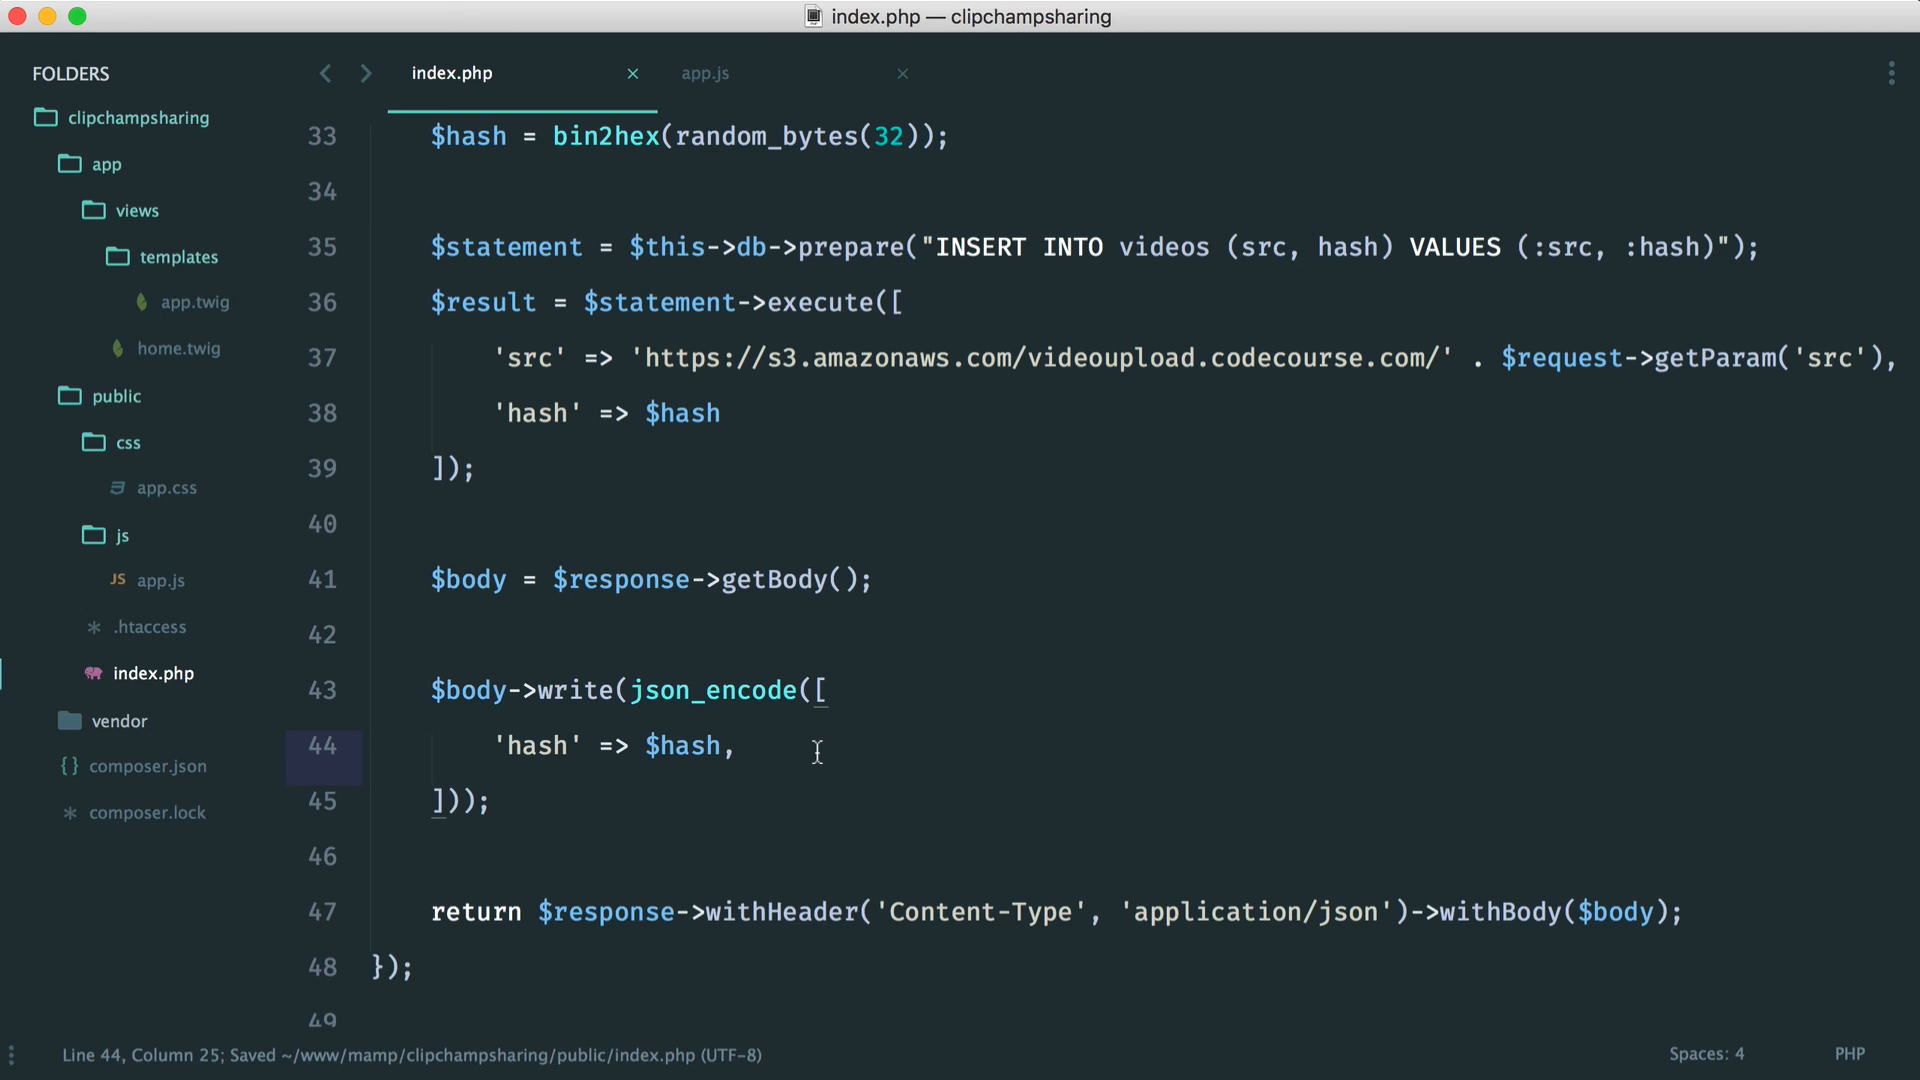 index.php — clipchampsharing
FOLDERS
clipchampsharing
app
views
templates
app.twig
home.twig
public
css
app.css
js
JS app.js
.htaccess
index.php
vendor
{} composer.json
composer.lock
index.php
app.js
33 $hash = bin2hex(random_bytes(32));
34
35 $statement = $this->db->prepare("INSERT INTO videos (src, hash) VALUES (:src, :hash)");
36 $result = $statement->execute([
37 'src' => 'https://s3.amazonaws.com/videoupload.codecourse.com/' . $request->getParam('src'),
38 'hash' => $hash
39 ]);
40
41 $body = $response->getBody();
42
43 $body->write(json_encode([
44 'hash' => $hash,
45 ]));
46
47 return $response->withHeader('Content-Type', 'application/json')->withBody($body);
48 });
49
Line 44, Column 25; Saved ~/www/mamp/clipchampsharing/public/index.php (UTF-8)
Spaces: 4
PHP